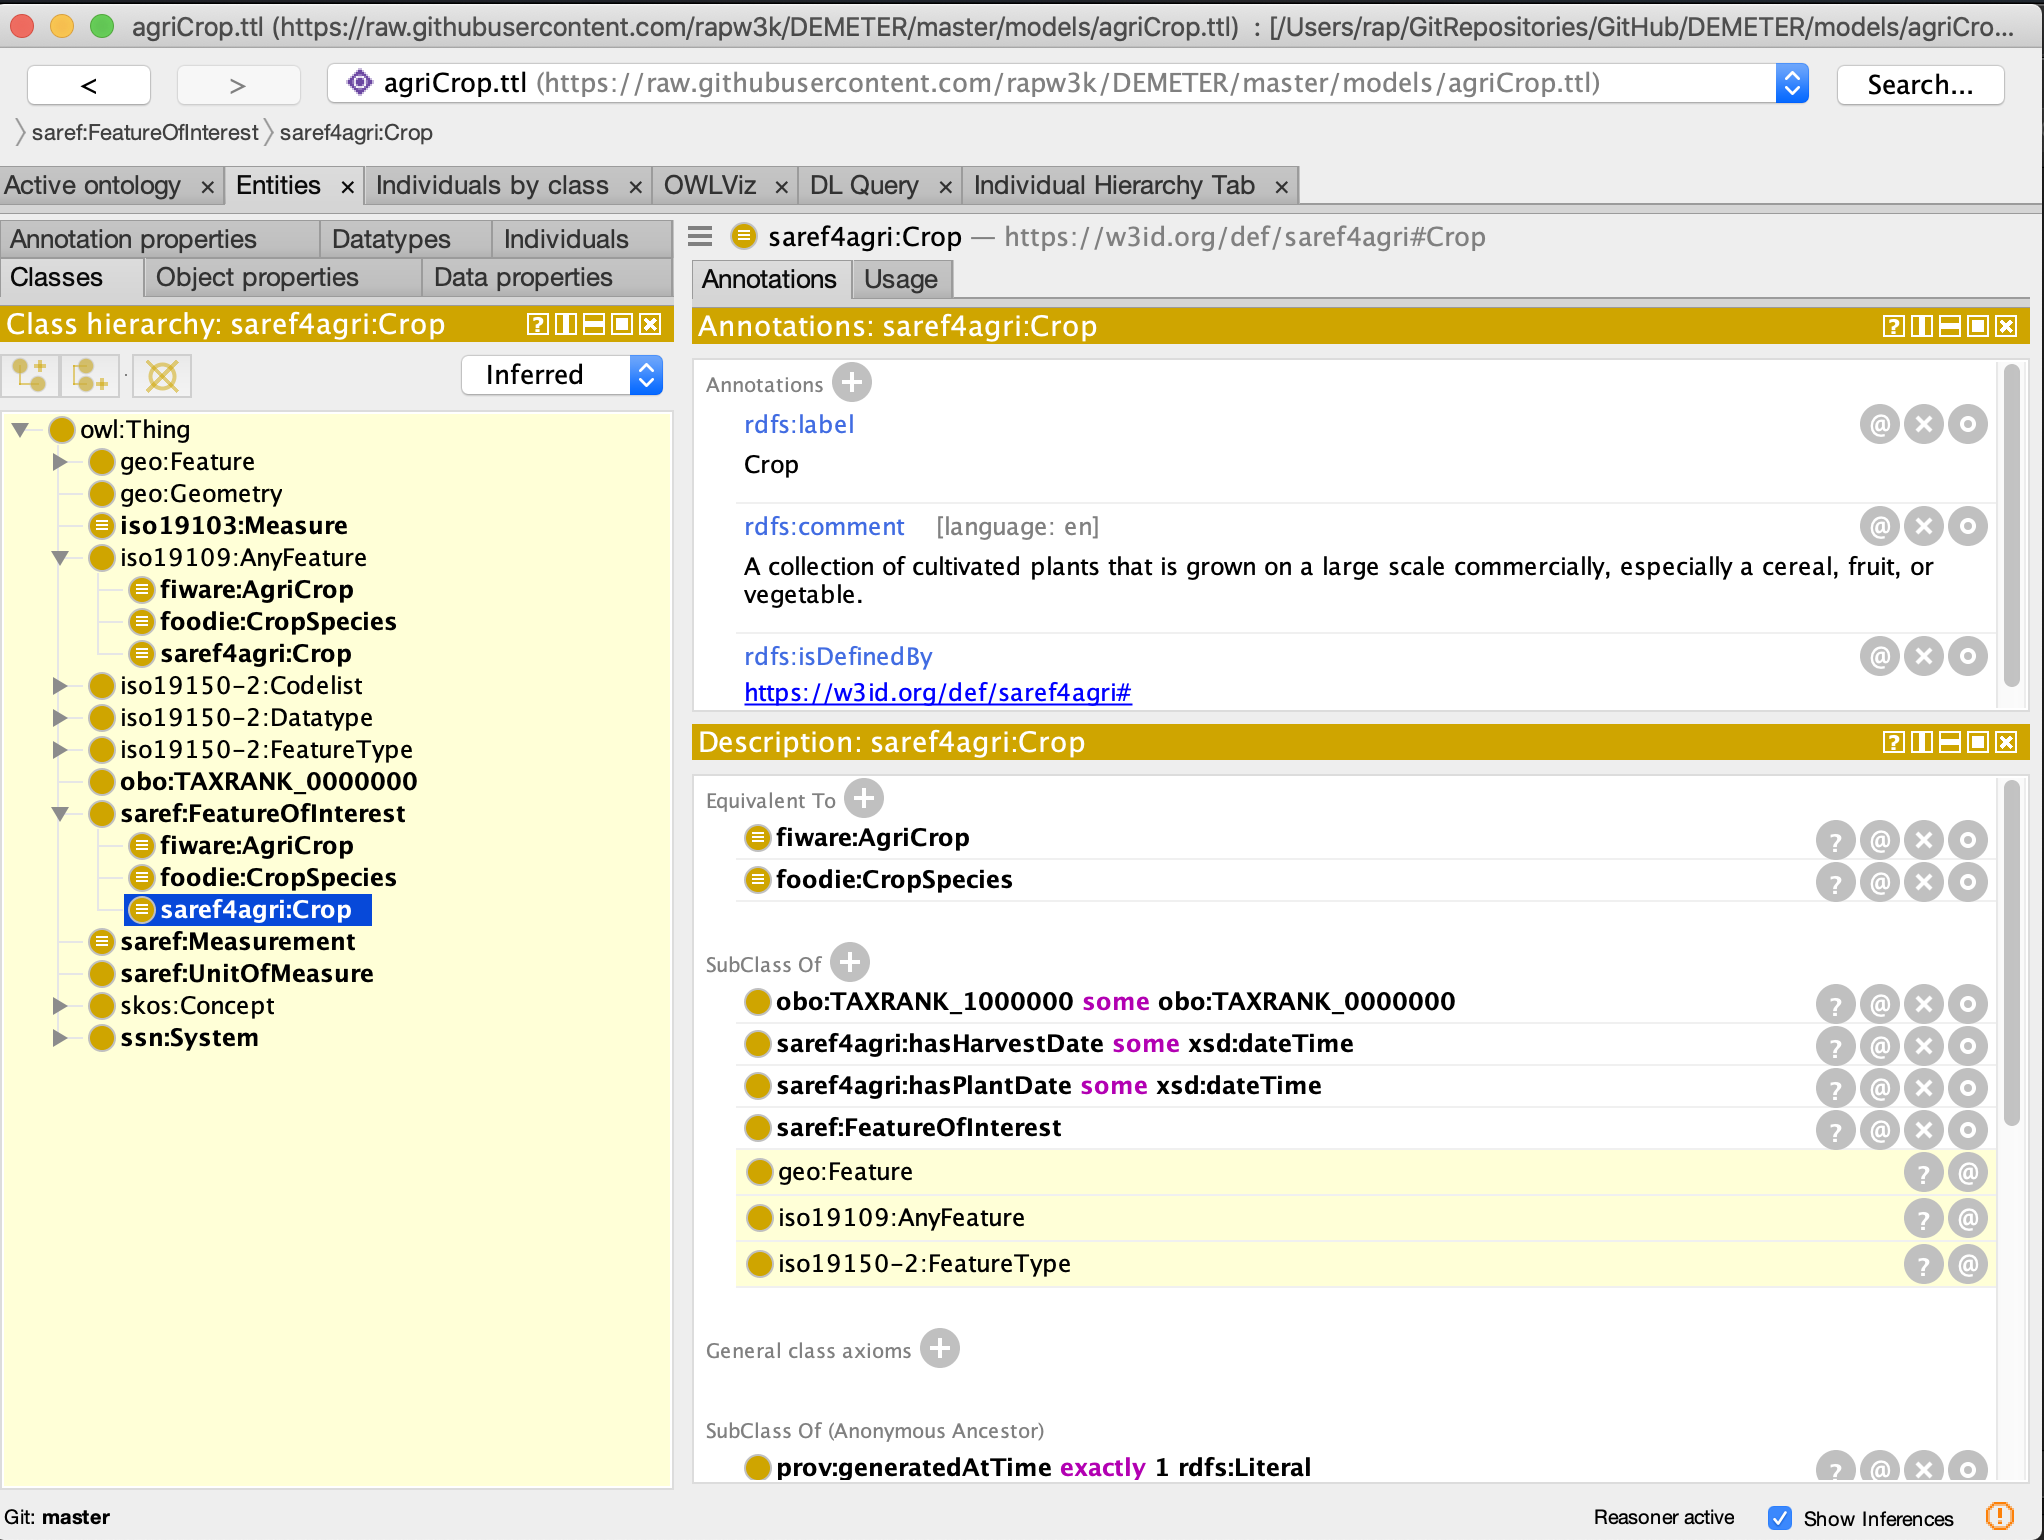 agriCrop.ttl (https://raw.githubusercontent.com/rapw3k/DEMETER/master/models/agriCrop.ttl) : [/Users/rap/GitRepositories/GitHub/DEMETER/models/agriCro...
< > agriCrop.ttl (https://raw.githubusercontent.com/rapw3k/DEMETER/master/models/agriCrop.ttl) Search...
saref:FeatureOfInterest saref4agri:Crop
Active ontology × Entities × Individuals by class × OWLViz × DL Query × Individual Hierarchy Tab ×
Annotation properties Datatypes Individuals
Classes Object properties Data properties
Class hierarchy: saref4agri:Crop
Inferred
owl:Thing
geo:Feature
geo:Geometry
iso19103:Measure
iso19109:AnyFeature
fiware:AgriCrop
foodie:CropSpecies
saref4agri:Crop
iso19150-2:Codelist
iso19150-2:Datatype
iso19150-2:FeatureType
obo:TAXRANK_0000000
saref:FeatureOfInterest
fiware:AgriCrop
foodie:CropSpecies
saref4agri:Crop
saref:Measurement
saref:UnitOfMeasure
skos:Concept
ssn:System
saref4agri:Crop — https://w3id.org/def/saref4agri#Crop
Annotations Usage
Annotations: saref4agri:Crop
Annotations
rdfs:label
Crop
rdfs:comment [language: en]
A collection of cultivated plants that is grown on a large scale commercially, especially a cereal, fruit, or
vegetable.
rdfs:isDefinedBy
https://w3id.org/def/saref4agri#
Description: saref4agri:Crop
Equivalent To
fiware:AgriCrop
foodie:CropSpecies
SubClass Of
obo:TAXRANK_1000000 some obo:TAXRANK_0000000
saref4agri:hasHarvestDate some xsd:dateTime
saref4agri:hasPlantDate some xsd:dateTime
saref:FeatureOfInterest
geo:Feature
iso19109:AnyFeature
iso19150-2:FeatureType
General class axioms
SubClass Of (Anonymous Ancestor)
prov:generatedAtTime exactly 1 rdfs:Literal
Git: master
Reasoner active Show Inferences